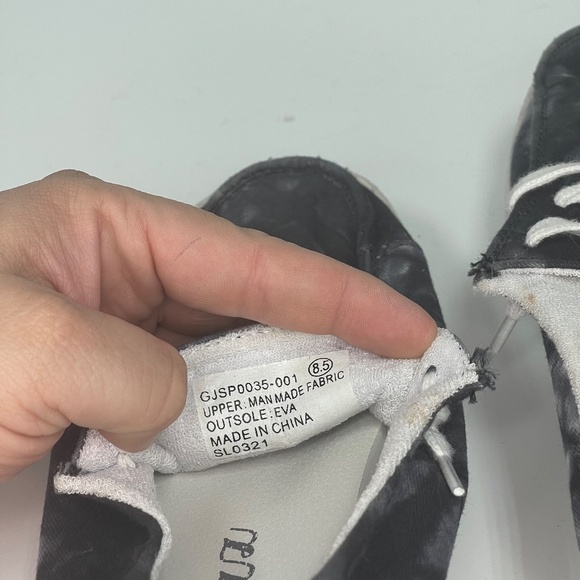 GJSP0035-001 8.5
UPPER:MAN MADE FABRIC
OUTSOLE:EVA
MADE IN CHINA
SL0321